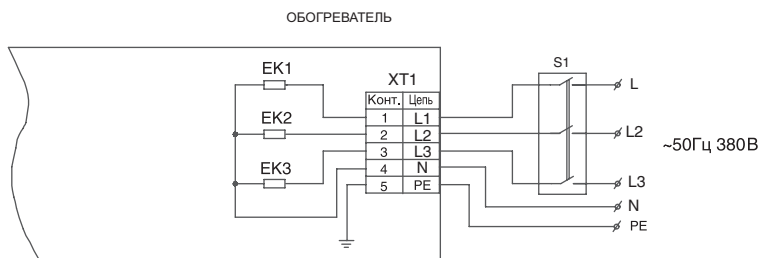 ОБОГРЕВАТЕЛЬ
EK1
XT1
S1
Конт. Цепь
L
1 L1
EK2
2 L2
L2
~50Гц 380В
3 L3
EK3
4 N
L3
5 PE
N
PE